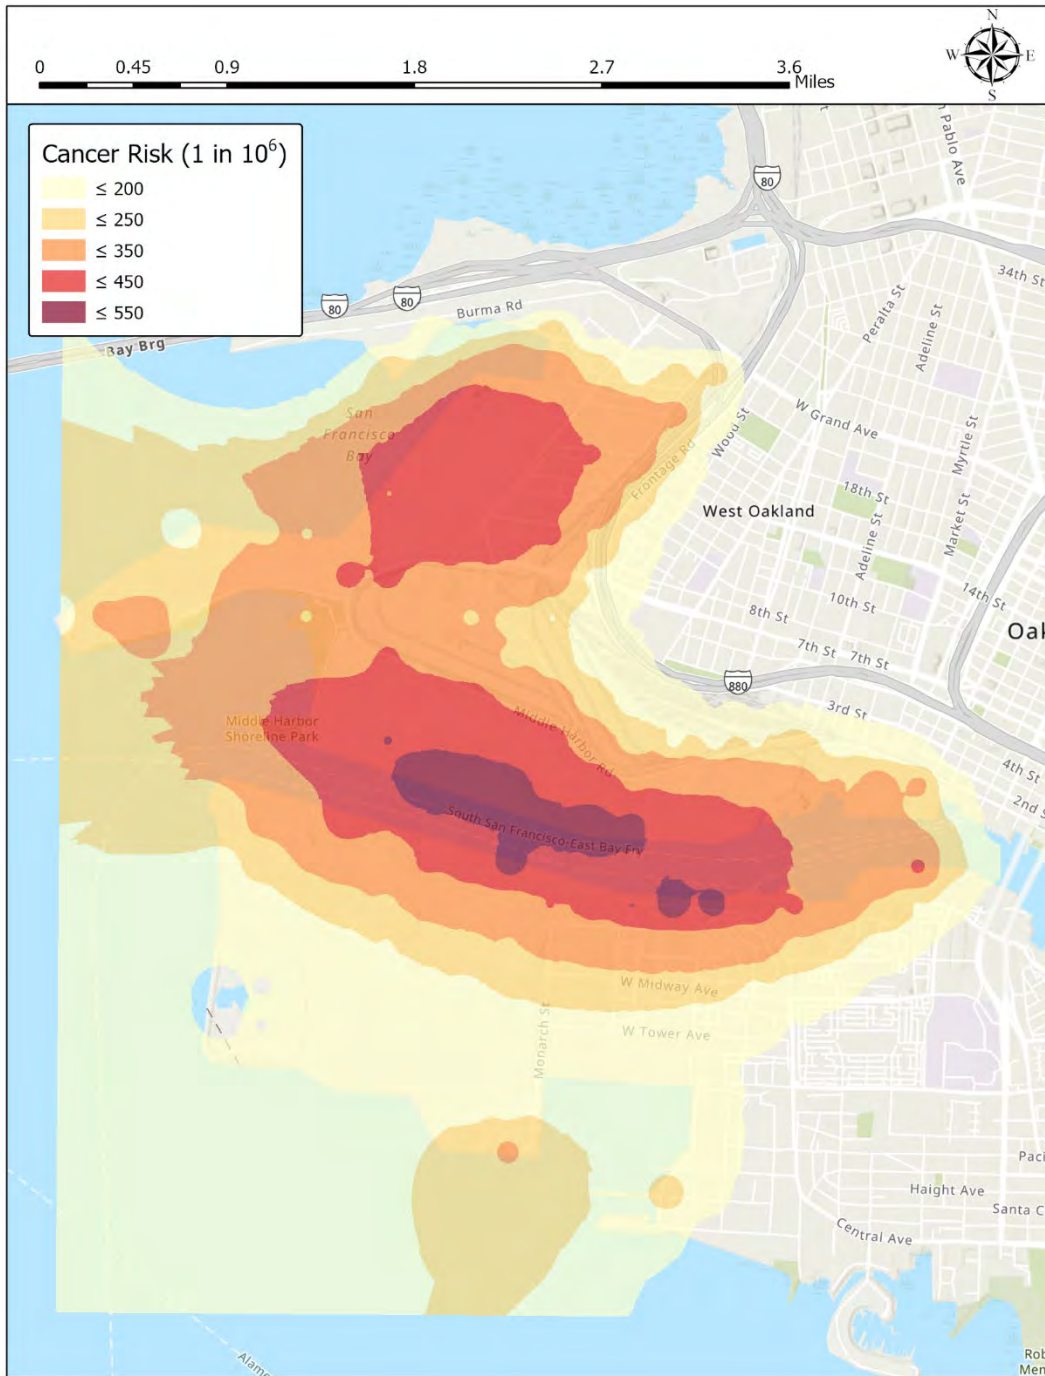 N
W E
S
0 0.45 0.9 1.8 2.7 3.6
Miles
Cancer Risk (1 in 10⁶)
≤ 200
≤ 250
≤ 350
≤ 450
≤ 550
Pablo Ave
80
34th St
80
80
Burma Rd
Bay Brg
Peralta St
Adeline St
San
Francisco
Bay
W Grand Ave
Wood St
Myrtle St
Frontage Rd
18th St
West Oakland
Market St
Adeline St
14th St
10th St
8th St
Oak
7th St
7th St
880
3rd St
Middle Harbor
Shoreline Park
Middle Harbor Rd
4th St
2nd S
South San Francisco-East Bay Fry
W Midway Ave
W Tower Ave
Monarch St
Paci
Haight Ave
Santa C
Central Ave
Alame
Rob
Mem